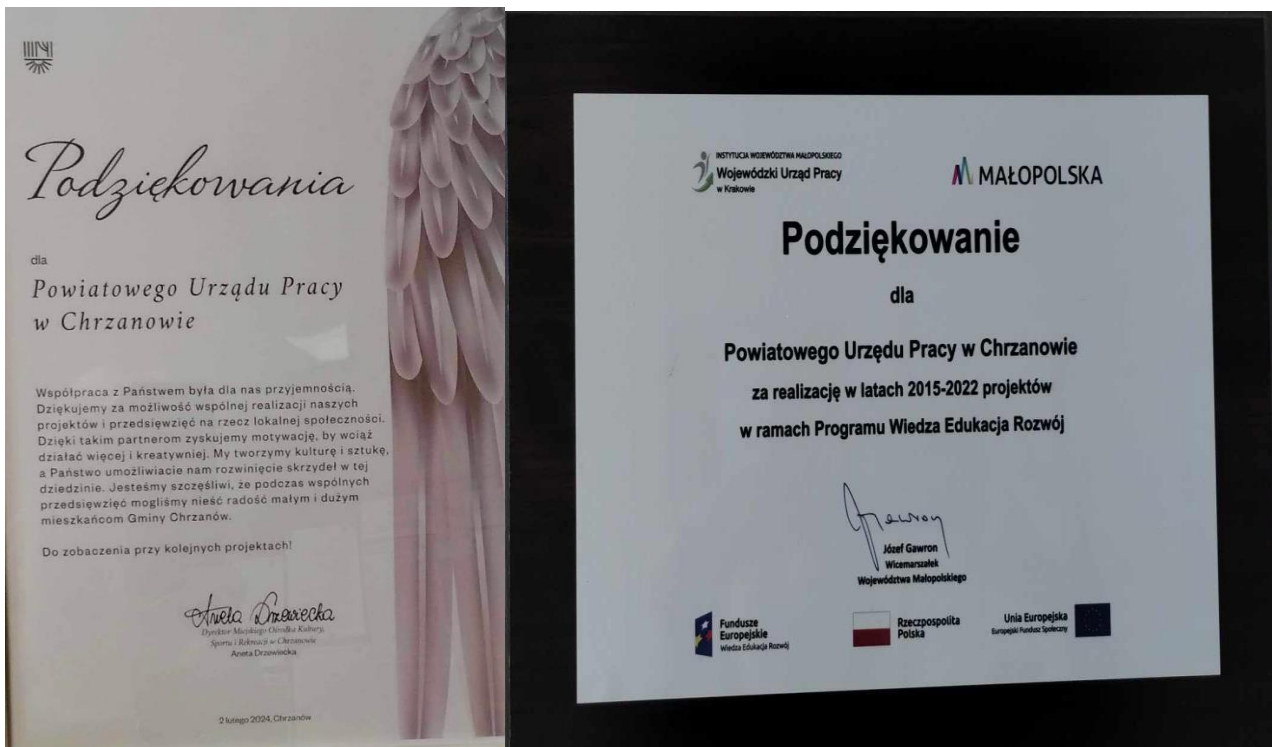 Podziękowania
dla
Powiatowego Urządu Pracy
w Chrzanowie
Współpraca z Państwem była dla nas przyjemnością.
Dziękujemy za możliwość wspólnej realizacji naszych
projektów i przedsięwzięć na rzecz lokalnej społeczności.
Dzięki takim partnerom zyskujemy motywację, by wciąż
działać więcej i kreatywniej. My tworzymy kulturę i sztukę,
a Państwo umożliwiacie nam rozwinięcie skrzydeł w tej
dziedzinie. Jesteśmy szczęśliwi, że podczas wspólnych
przedsięwzięć mogliśmy nieść radość małym i dużym
mieszkańcom Gminy Chrzanów.
Do zobaczenia przy kolejnych projektach!
Aneta Drzewiecka
Dyrektor Miejskiego Ośrodka Kultury,
Sportu i Rekreacji w Chrzanowie
Aneta Drzewiecka
2 lutego 2024, Chrzanów
INSTYTUCJA WOJEWÓDZTWA MAŁOPOLSKIEGO
Wojewódzki Urząd Pracy
w Krakowie
MAŁOPOLSKA
Podziękowanie
dla
Powiatowego Urzędu Pracy w Chrzanowie
za realizację w latach 2015-2022 projektów
w ramach Programu Wiedza Edukacja Rozwój
Gawron
Józef Gawron
Wicemarszałek
Województwa Małopolskiego
Fundusze
Europejskie
Wiedza Edukacja Rozwój
Rzeczpospolita
Polska
Unia Europejska
Europejski Fundusz Społeczny